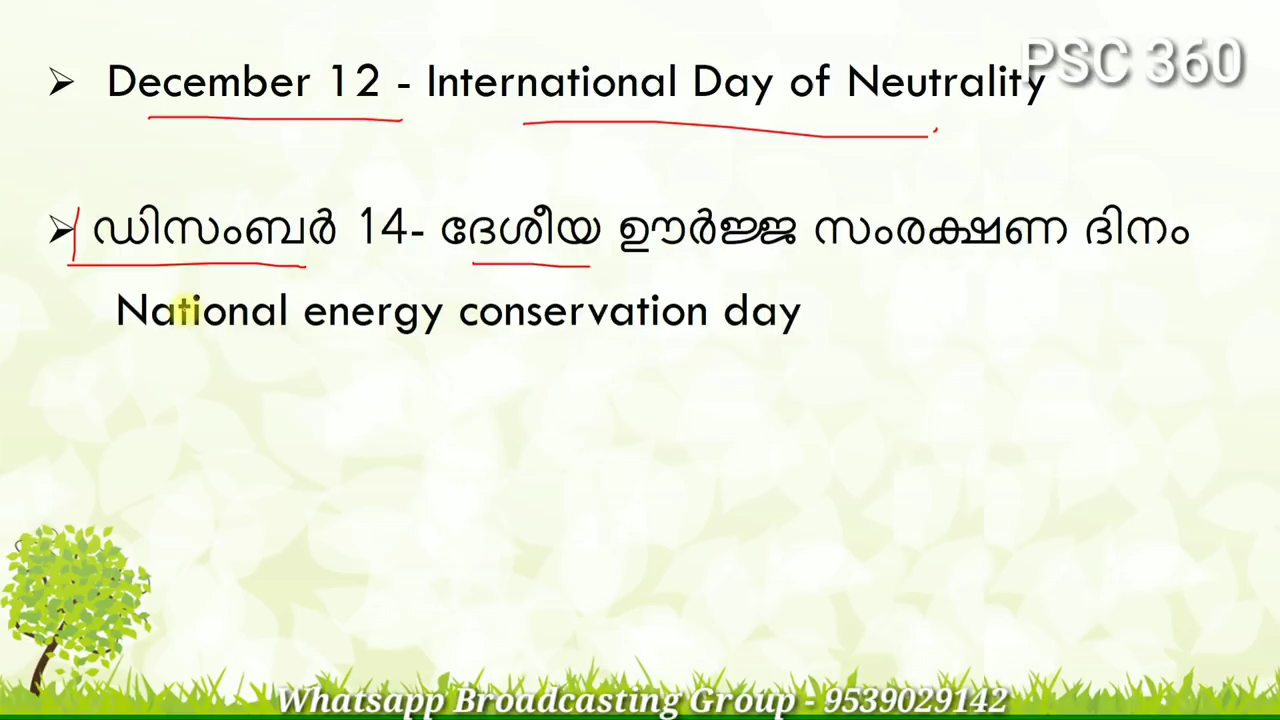 PSC 360
➢ December 12 - International Day of Neutrality
➢ ഡിസംബർ 14- ദേശീയ ഊർജ്ജ സംരക്ഷണ ദിനം
National energy conservation day
Whatsapp Broadcasting Group - 9539029142